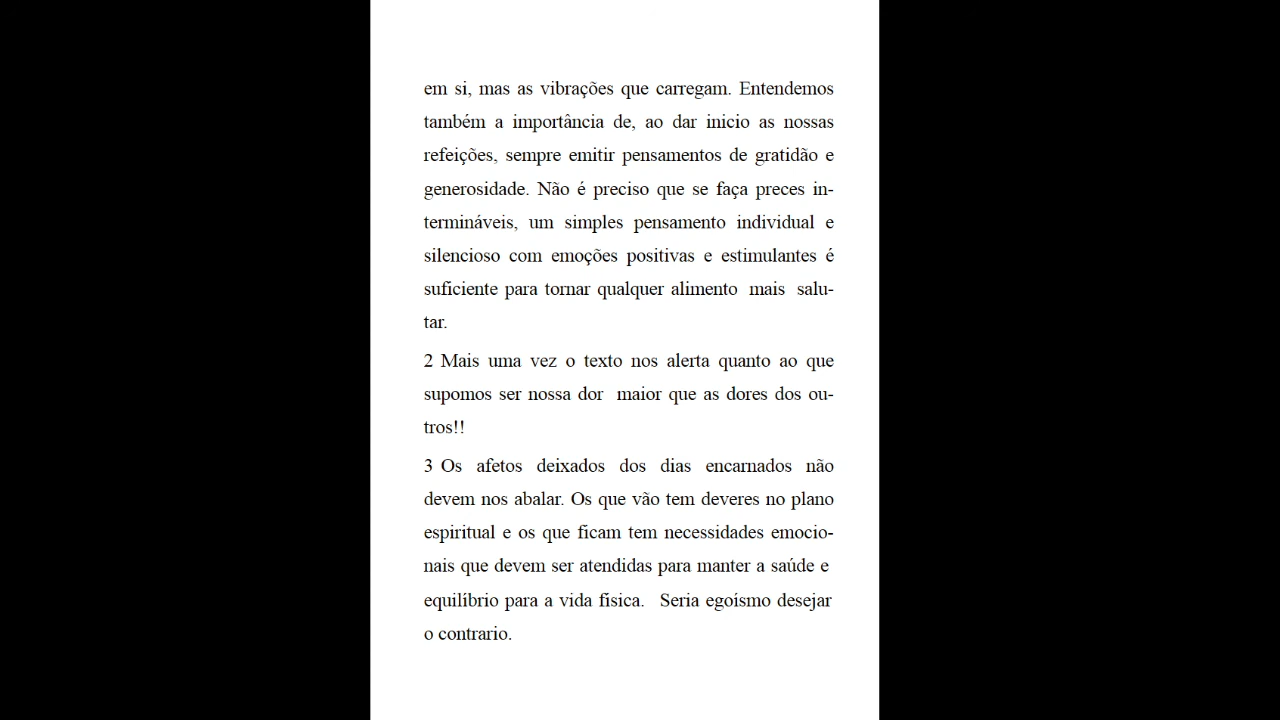 em si, mas as vibrações que carregam. Entendemos
também a importância de, ao dar inicio as nossas
refeições, sempre emitir pensamentos de gratidão e
generosidade. Não é preciso que se faça preces in-
termináveis, um simples pensamento individual e
silencioso com emoções positivas e estimulantes é
suficiente para tornar qualquer alimento mais salu-
tar.
2 Mais uma vez o texto nos alerta quanto ao que
supomos ser nossa dor maior que as dores dos ou-
tros!!
3 Os afetos deixados dos dias encarnados não
devem nos abalar. Os que vão tem deveres no plano
espiritual e os que ficam tem necessidades emocio-
nais que devem ser atendidas para manter a saúde e
equilíbrio para a vida física. Seria egoísmo desejar
o contrario.